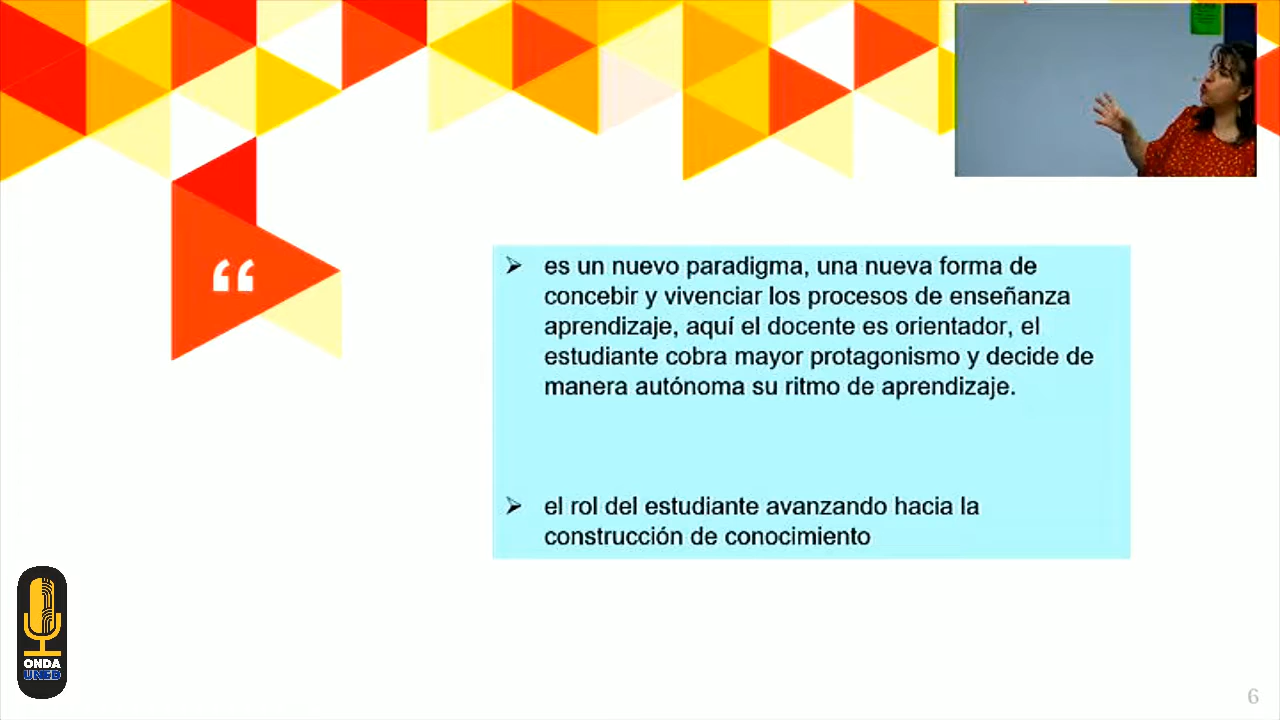 “
➢ es un nuevo paradigma, una nueva forma de
concebir y vivenciar los procesos de enseñanza
aprendizaje, aquí el docente es orientador, el
estudiante cobra mayor protagonismo y decide de
manera autónoma su ritmo de aprendizaje.
➢ el rol del estudiante avanzando hacia la
construcción de conocimiento
ONDA
UNED
6